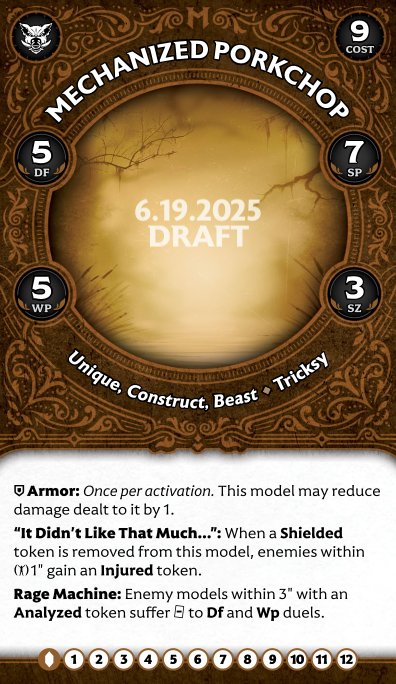 9
COST
MECHANIZED PORKCHOP
5
DF
7
SP
6.19.2025
DRAFT
5
WP
3
SZ
Unique, Construct, Beast ♦ Tricksy
Armor: Once per activation. This model may reduce
damage dealt to it by 1.
“It Didn’t Like That Much...”: When a Shielded
token is removed from this model, enemies within
1" gain an Injured token.
Rage Machine: Enemy models within 3" with an
Analyzed token suffer to Df and Wp duels.
1 2 3 4 5 6 7 8 9 10 11 12